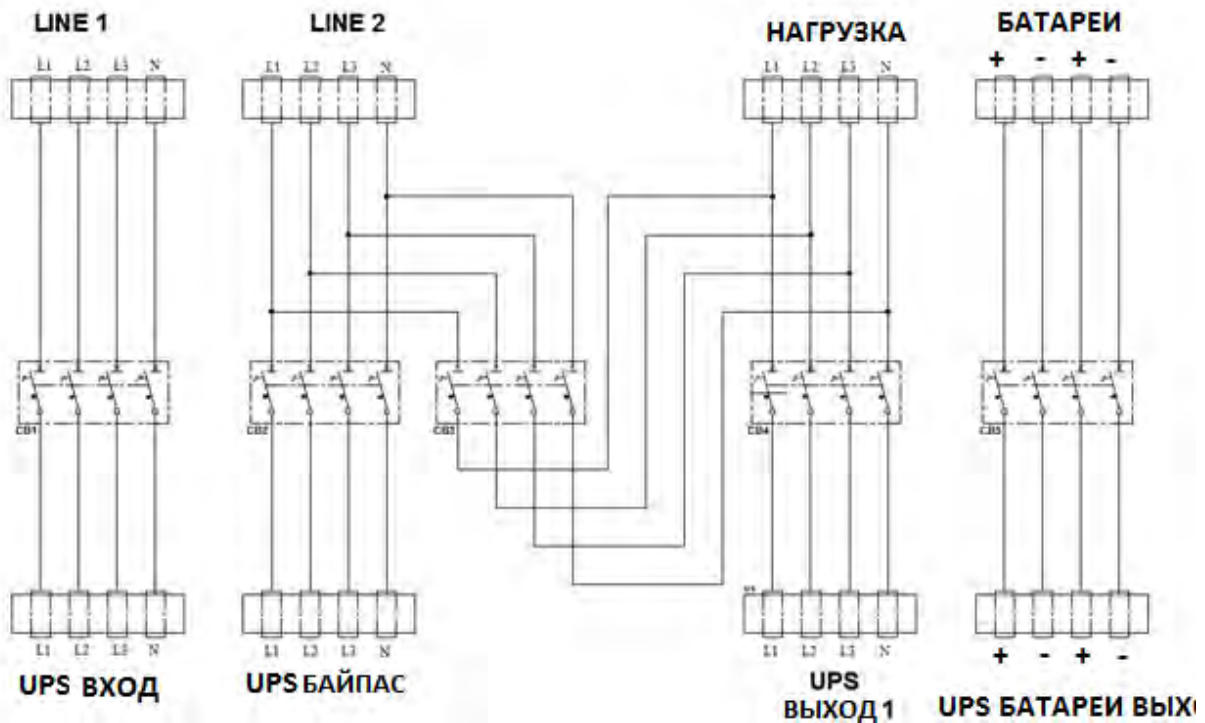 LINE 1
LINE 2
НАГРУЗКА
БАТАРЕИ
L1 L2 L3 N
L1 L2 L3 N
L1 L2 L3 N
+ - + -
CB1
CB2
CB3
CB4
CB5
L1 L2 L3 N
L1 L2 L3 N
L1 L2 L3 N
+ - + -
UPS ВХОД
UPS БАЙПАС
UPS
ВЫХОД 1
UPS БАТАРЕИ ВЫХ